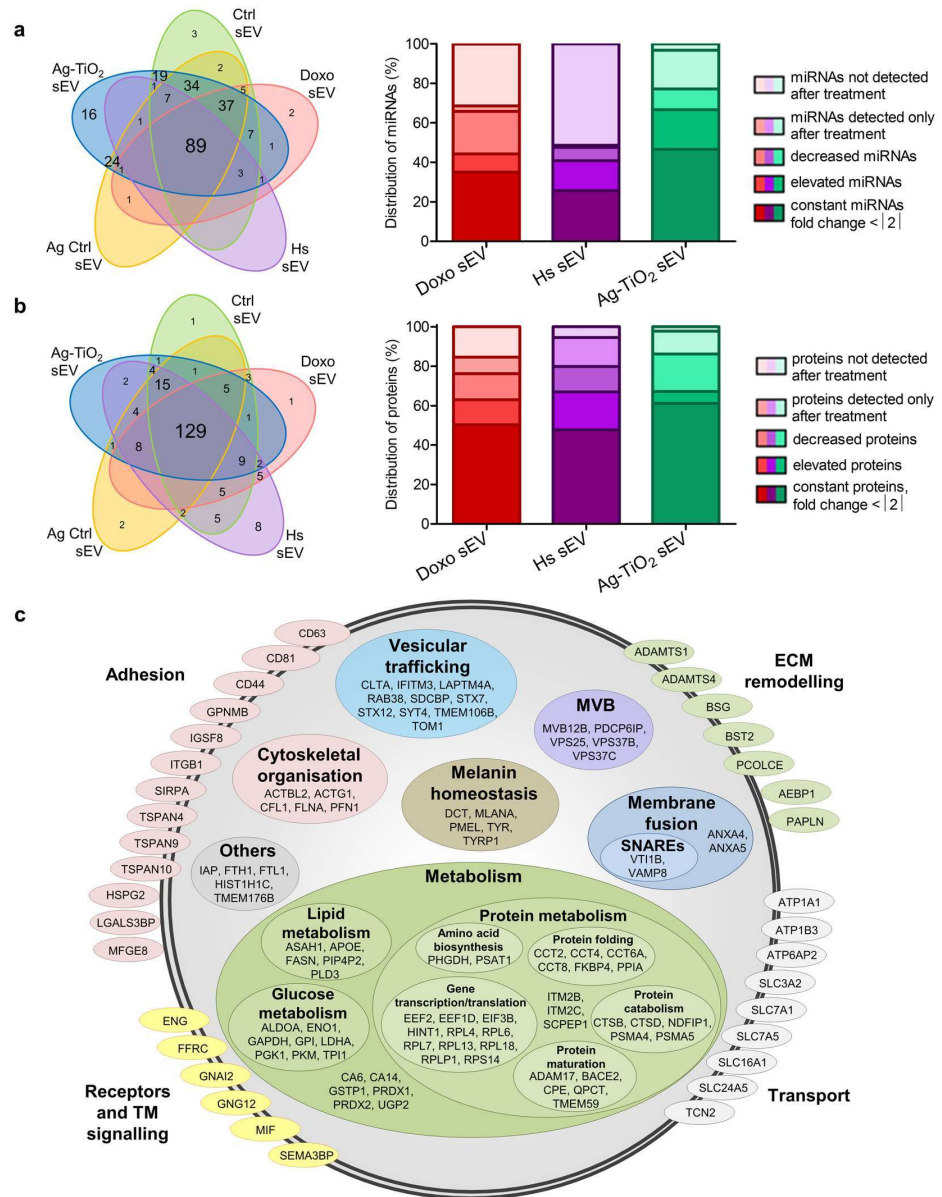 a
Ctrl
sEV
Ag-TiO₂
sEV
Doxo
sEV
Ag Ctrl
sEV
Hs
sEV
3
2
19
34
5
1
7
37
2
16
1
7
1
89
24
1
3
1
1
1
Distribution of miRNAs (%)
100
80
60
40
20
0
Doxo sEV
Hs sEV
Ag-TiO₂ sEV
miRNAs not detected
after treatment
miRNAs detected only
after treatment
decreased miRNAs
elevated miRNAs
constant miRNAs
fold change < | 2 |
b
Ctrl
sEV
Ag-TiO₂
sEV
Doxo
sEV
Ag Ctrl
sEV
Hs
sEV
1
1
4
1
3
2
15
5
1
4
1
129
1
8
9
2
5
5
2
2
5
8
Distribution of proteins (%)
100
80
60
40
20
0
Doxo sEV
Hs sEV
Ag-TiO₂ sEV
proteins not detected
after treatment
proteins detected only
after treatment
decreased proteins
elevated proteins
constant proteins,
fold change < | 2 |
c
Adhesion
CD63
CD81
CD44
GPNMB
IGSF8
ITGB1
SIRPA
TSPAN4
TSPAN9
TSPAN10
HSPG2
LGALS3BP
MFGE8
Vesicular
trafficking
CLTA, IFITM3, LAPTM4A,
RAB38, SDCBP, STX7,
STX12, SYT4, TMEM106B,
TOM1
MVB
MVB12B, PDCP6IP,
VPS25, VPS37B,
VPS37C
Cytoskeletal
organisation
ACTBL2, ACTG1,
CFL1, FLNA, PFN1
Melanin
homeostasis
DCT, MLANA,
PMEL, TYR,
TYRP1
Membrane
fusion
SNAREs
VTI1B,
VAMP8
ANXA4,
ANXA5
Others
IAP, FTH1, FTL1,
HIST1H1C,
TMEM176B
Metabolism
Lipid
metabolism
ASAH1, APOE,
FASN, PIP4P2,
PLD3
Glucose
metabolism
ALDOA, ENO1,
GAPDH, GPI, LDHA,
PGK1, PKM, TPI1
CA6, CA14,
GSTP1, PRDX1,
PRDX2, UGP2
Protein metabolism
Amino acid
biosynthesis
PHGDH, PSAT1
Protein folding
CCT2, CCT4, CCT6A,
CCT8, FKBP4, PPIA
Gene
transcription/translation
EEF2, EEF1D, EIF3B,
HINT1, RPL4, RPL6,
RPL7, RPL13, RPL18,
RPLP1, RPS14
ITM2B,
ITM2C,
SCPEP1
Protein
catabolism
CTSB, CTSD, NDFIP1,
PSMA4, PSMA5
Protein
maturation
ADAM17, BACE2,
CPE, QPCT,
TMEM59
ECM
remodelling
ADAMTS1
ADAMTS4
BSG
BST2
PCOLCE
AEBP1
PAPLN
ATP1A1
ATP1B3
ATP6AP2
SLC3A2
SLC7A1
SLC7A5
SLC16A1
SLC24A5
TCN2
Transport
ENG
FFRC
GNAI2
GNG12
MIF
SEMA3BP
Receptors
and TM
signalling